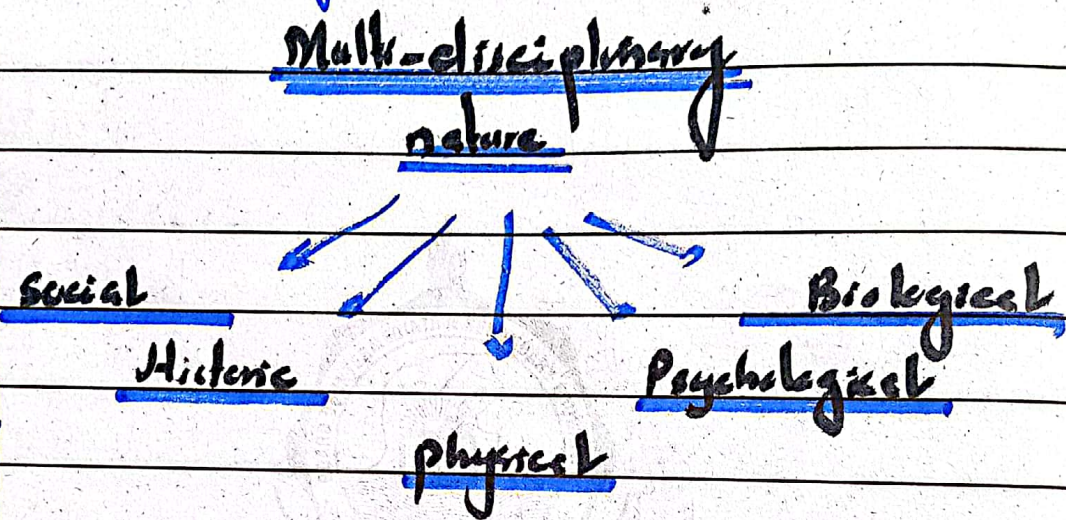 Multi-disciplinary
nature
Social
Biological
Historic
Psychological
physical